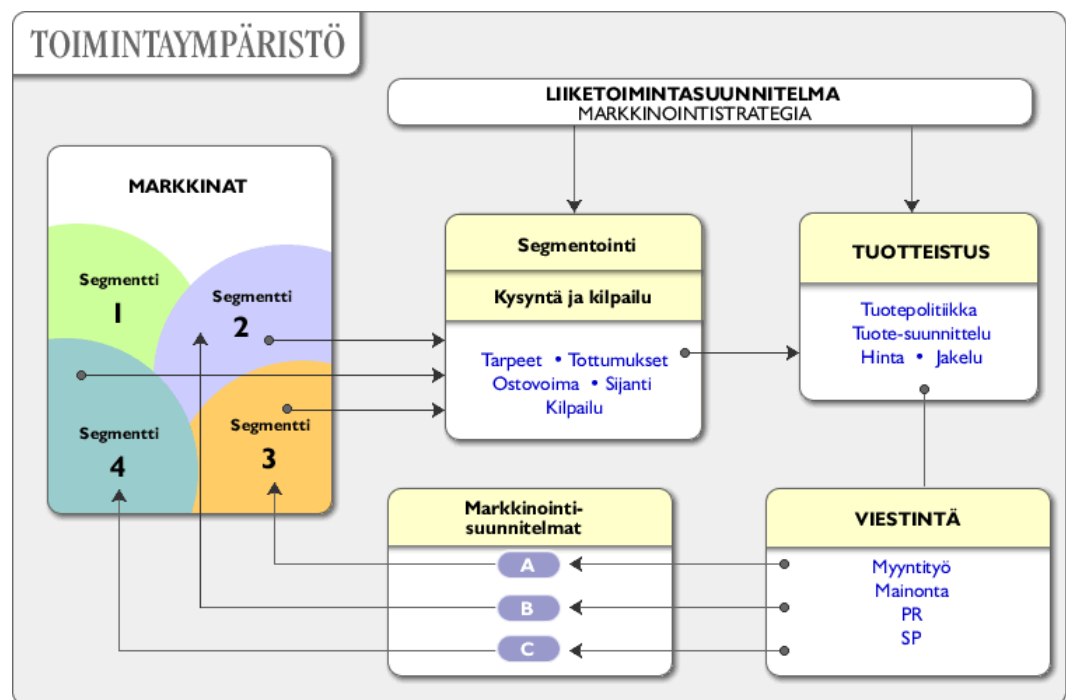 TOIMINTAYMPÄRISTÖ
LIIKETOIMINTASUUNNITELMA
MARKKINOINTISTRATEGIA
MARKKINAT
Segmentti
1
Segmentti
2
Segmentti
3
Segmentti
4
Segmentointi
Kysyntä ja kilpailu
Tarpeet • Tottumukset
Ostovoima • Sijanti
Kilpailu
TUOTTEISTUS
Tuotepolitiikka
Tuote-suunnittelu
Hinta • Jakelu
Markkinointi-
suunnitelmat
A
B
C
VIESTINTÄ
Myyntityö
Mainonta
PR
SP